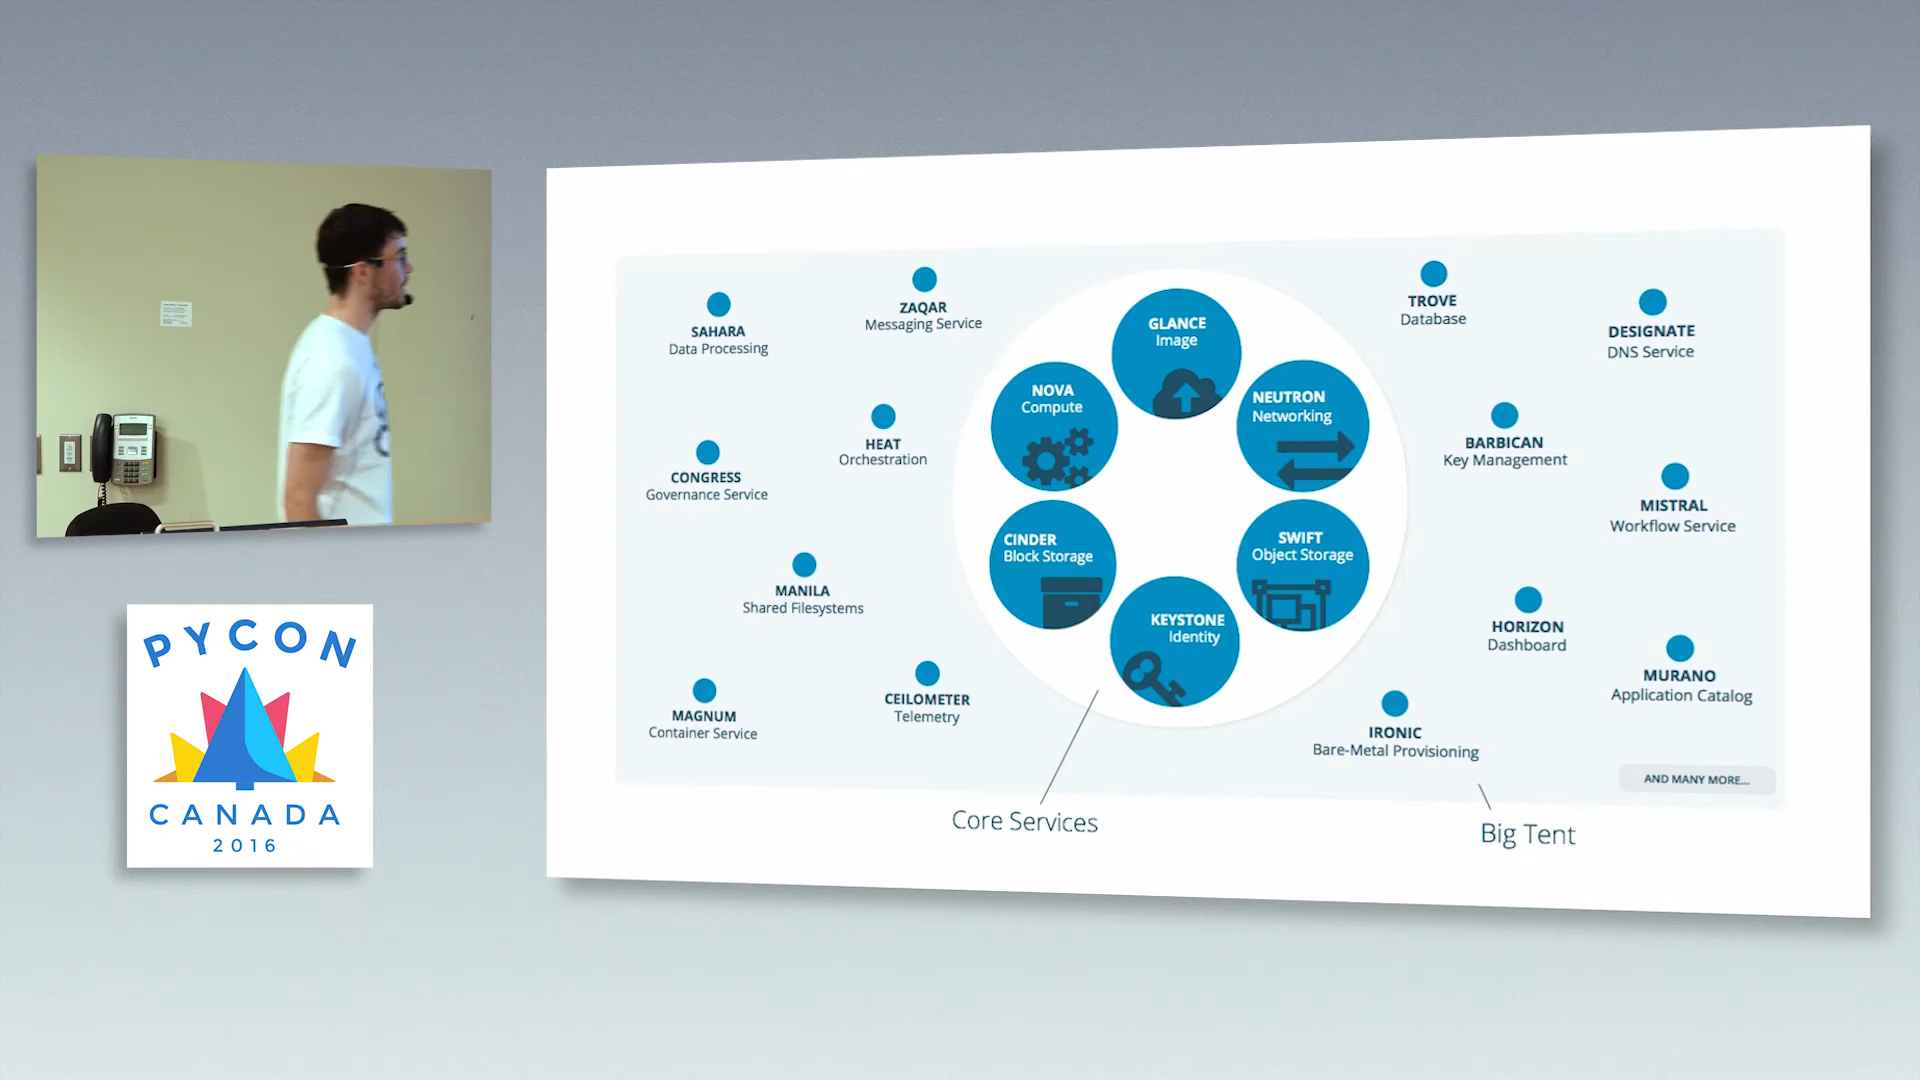 SAHARA
Data Processing
ZAQAR
Messaging Service
GLANCE
Image
TROVE
Database
DESIGNATE
DNS Service
NOVA
Compute
NEUTRON
Networking
HEAT
Orchestration
BARBICAN
Key Management
CONGRESS
Governance Service
MISTRAL
Workflow Service
CINDER
Block Storage
SWIFT
Object Storage
MANILA
Shared Filesystems
KEYSTONE
Identity
HORIZON
Dashboard
MAGNUM
Container Service
CEILOMETER
Telemetry
MURANO
Application Catalog
IRONIC
Bare-Metal Provisioning
AND MANY MORE...
Core Services
Big Tent
PYCON
CANADA
2016